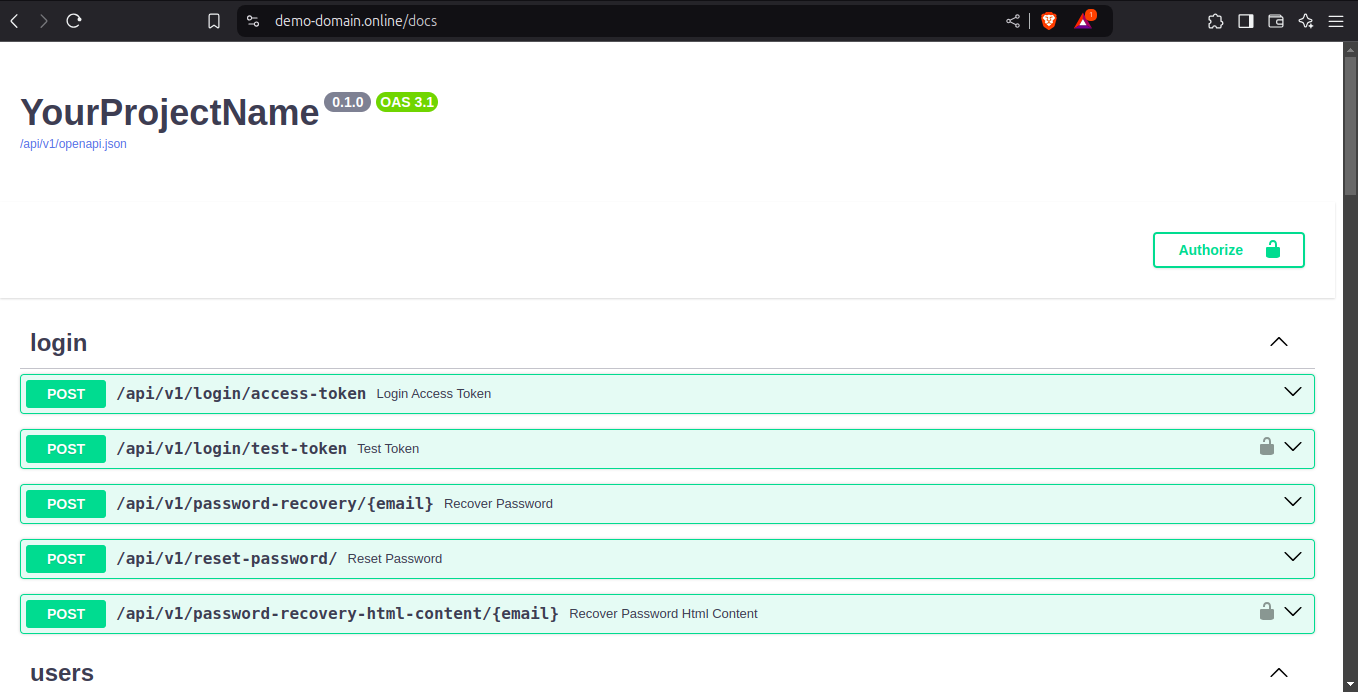 demo-domain.online/docs
1
YourProjectName 0.1.0 OAS 3.1
/api/v1/openapi.json
Authorize
login
POST /api/v1/login/access-token Login Access Token
POST /api/v1/login/test-token Test Token
POST /api/v1/password-recovery/{email} Recover Password
POST /api/v1/reset-password/ Reset Password
POST /api/v1/password-recovery-html-content/{email} Recover Password Html Content
users